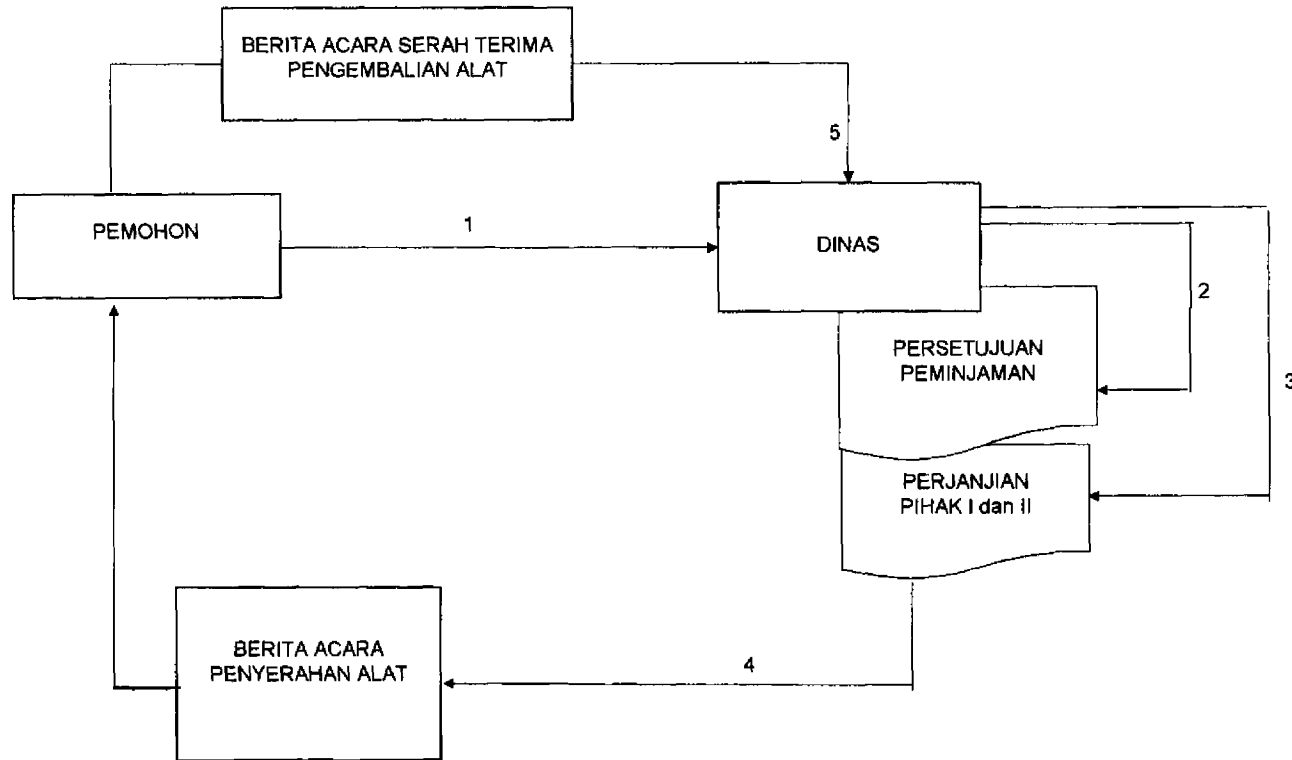 BERITA ACARA SERAH TERIMA
PENGEMBALIAN ALAT
5
PEMOHON
1
DINAS
2
PERSETUJUAN
PEMINJAMAN
3
PERJANJIAN
PIHAK I dan II
BERITA ACARA
PENYERAHAN ALAT
4